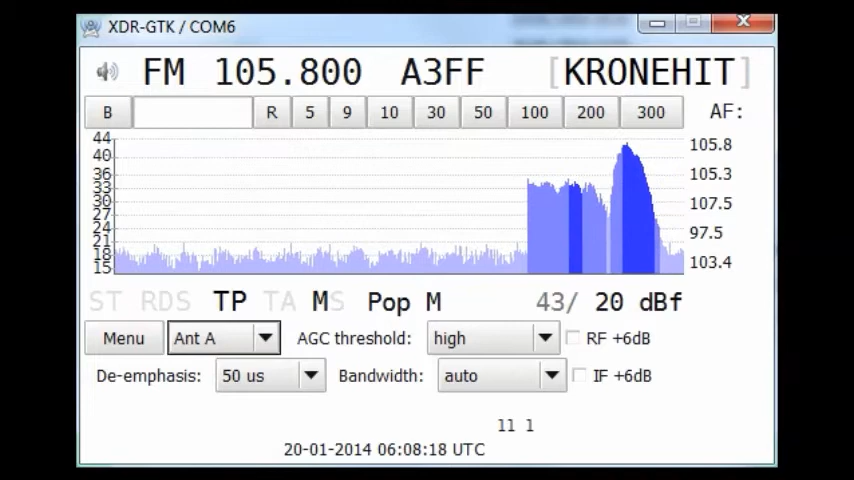 XDR-GTK / COM6
FM 105.800 A3FF [KRONEHIT]
B R 5 9 10 30 50 100 200 300 AF:
44
40
36
33
30
27
24
21
18
15
105.8
105.3
107.5
97.5
103.4
ST RDS TP TA MS Pop M 43/ 20 dBf
Menu Ant A AGC threshold: high RF +6dB
De-emphasis: 50 us Bandwidth: auto IF +6dB
11 1
20-01-2014 06:08:18 UTC